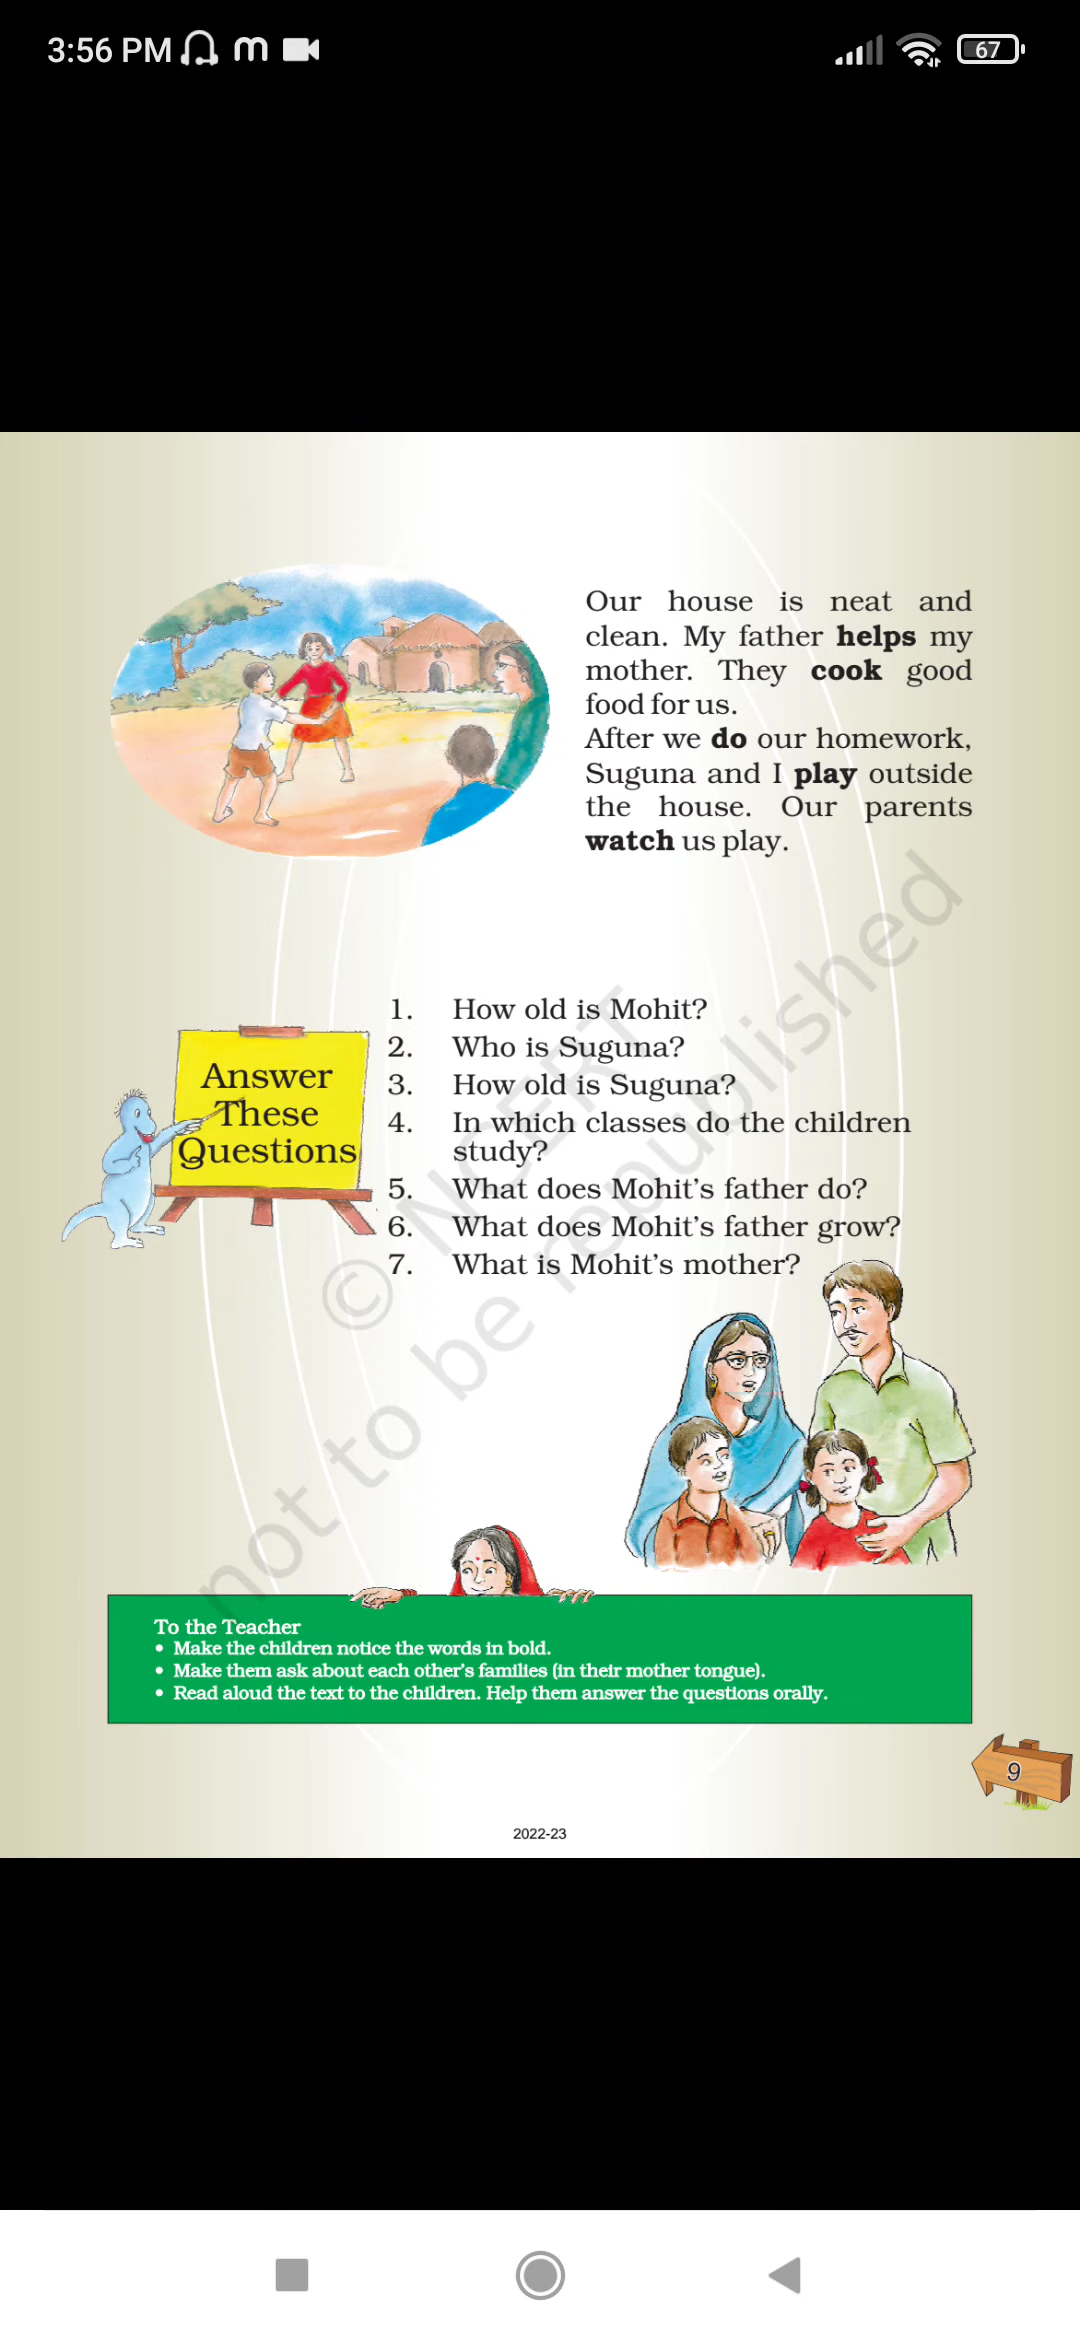 3:56 PM m 67
Our house is neat and
clean. My father helps my
mother. They cook good
food for us.
After we do our homework,
Suguna and I play outside
the house. Our parents
watch us play.
Answer
These
Questions
1. How old is Mohit?
2. Who is Suguna?
3. How old is Suguna?
4. In which classes do the children
study?
5. What does Mohit's father do?
6. What does Mohit's father grow?
7. What is Mohit's mother?
© NCERT
not to be republished
To the Teacher
• Make the children notice the words in bold.
• Make them ask about each other's families (in their mother tongue).
• Read aloud the text to the children. Help them answer the questions orally.
9
2022-23